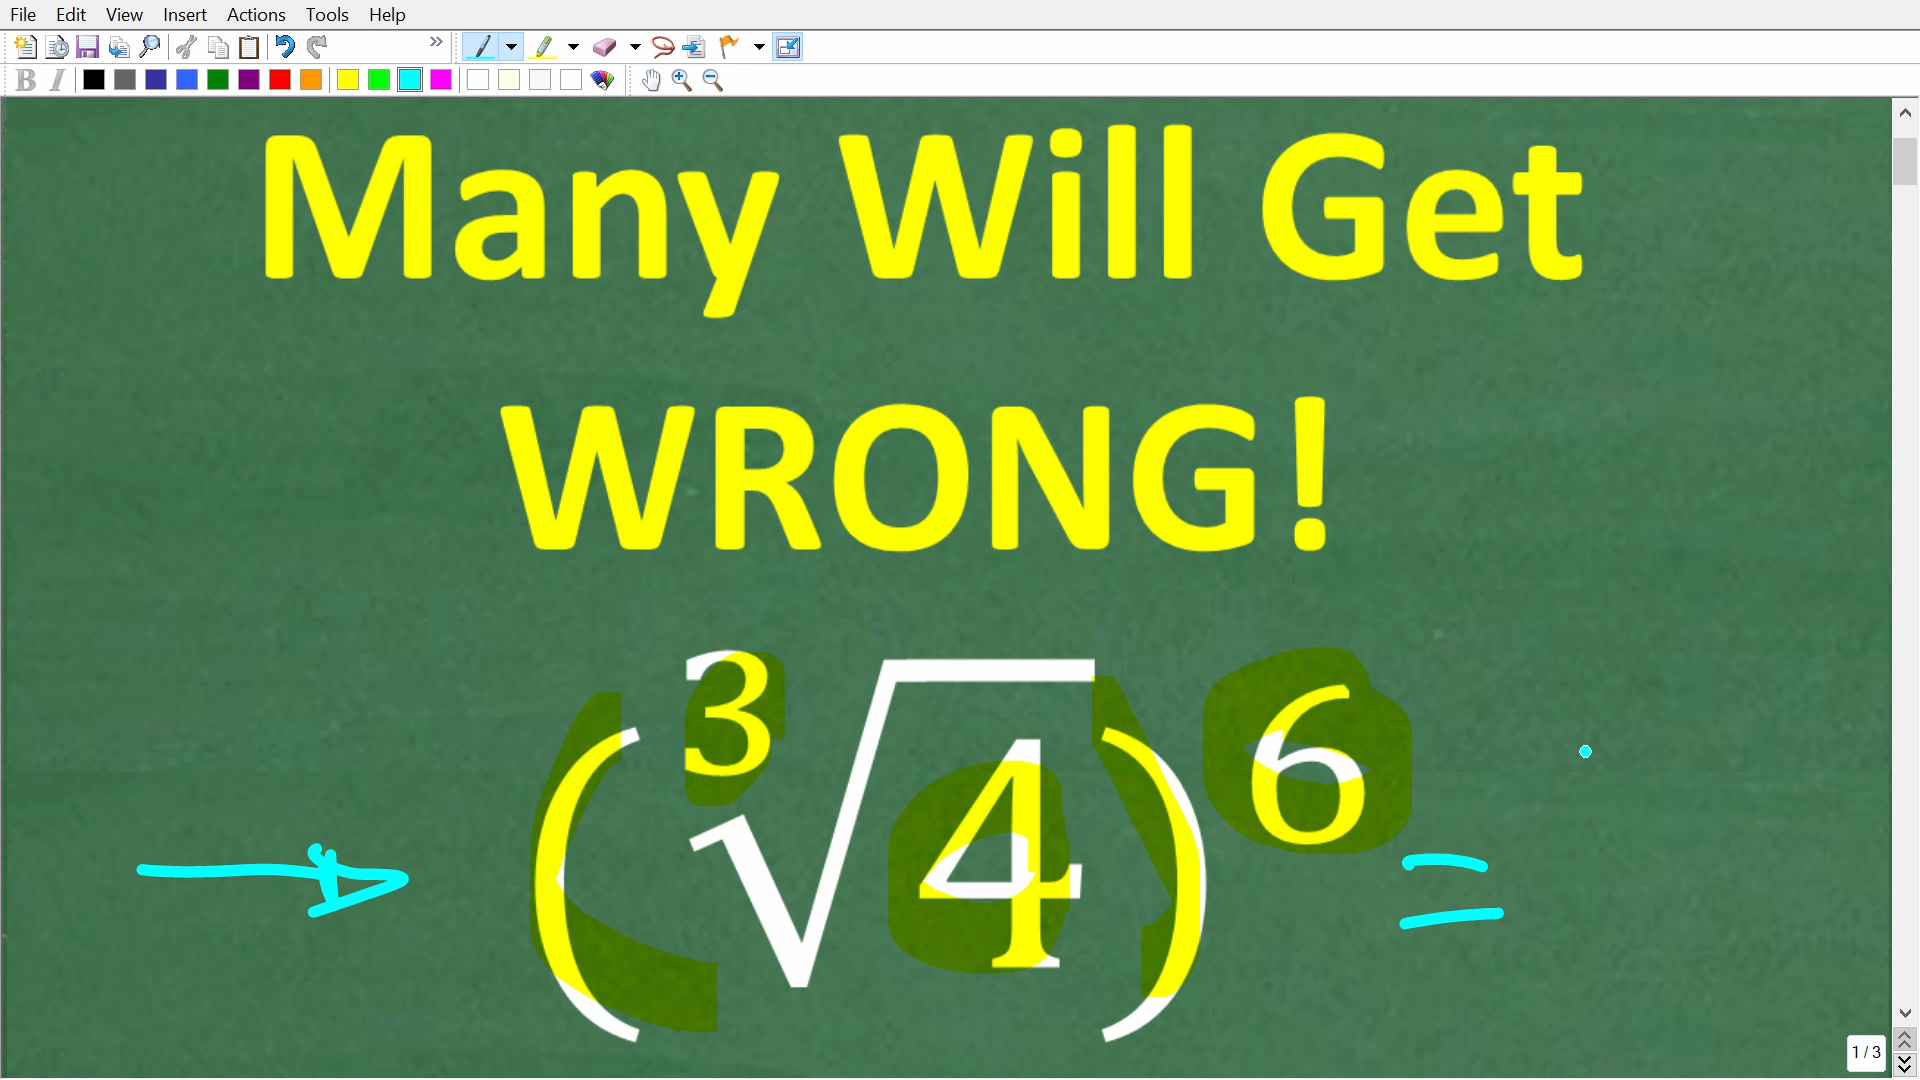 File Edit View Insert Actions Tools Help
B I
Many Will Get
WRONG!
(∛4)⁶ =
1 / 3